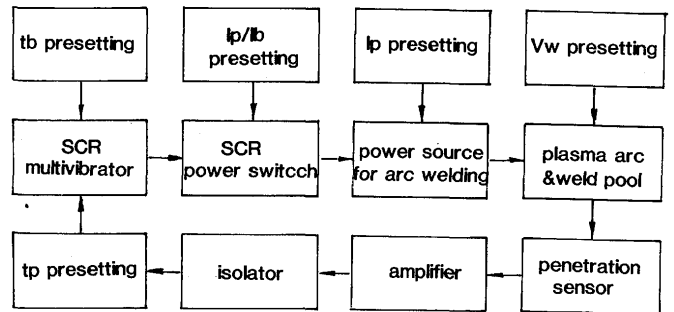 tb presetting
Ip/Ib
presetting
Ip presetting
Vw presetting
SCR
multivibrator
SCR
power switcch
power source
for arc welding
plasma arc
&weld pool
tp presetting
isolator
amplifier
penetration
sensor